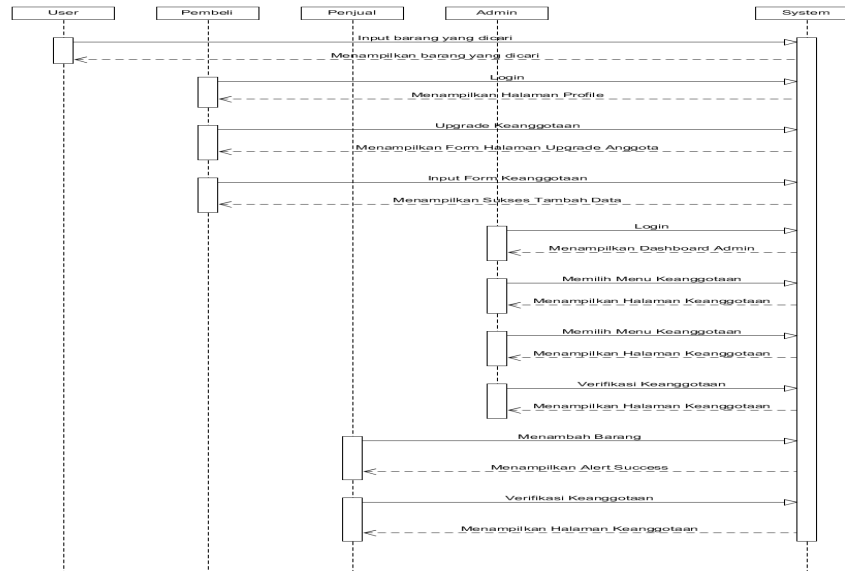 User
Pembeli
Penjual
Admin
System
Input barang yang dicari
Menampilkan barang yang dicari
Login
Menampilkan Halaman Profile
Upgrade Keanggotaan
Menampilkan Form Halaman Upgrade Anggota
Input Form Keanggotaan
Menampilkan Sukses Tambah Data
Login
Menampilkan Dashboard Admin
Memilih Menu Keanggotaan
Menampilkan Halaman Keanggotaan
Memilih Menu Keanggotaan
Menampilkan Halaman Keanggotaan
Verifikasi Keanggotaan
Menampilkan Halaman Keanggotaan
Menambah Barang
Menampilkan Alert Success
Verifikasi Keanggotaan
Menampilkan Halaman Keanggotaan